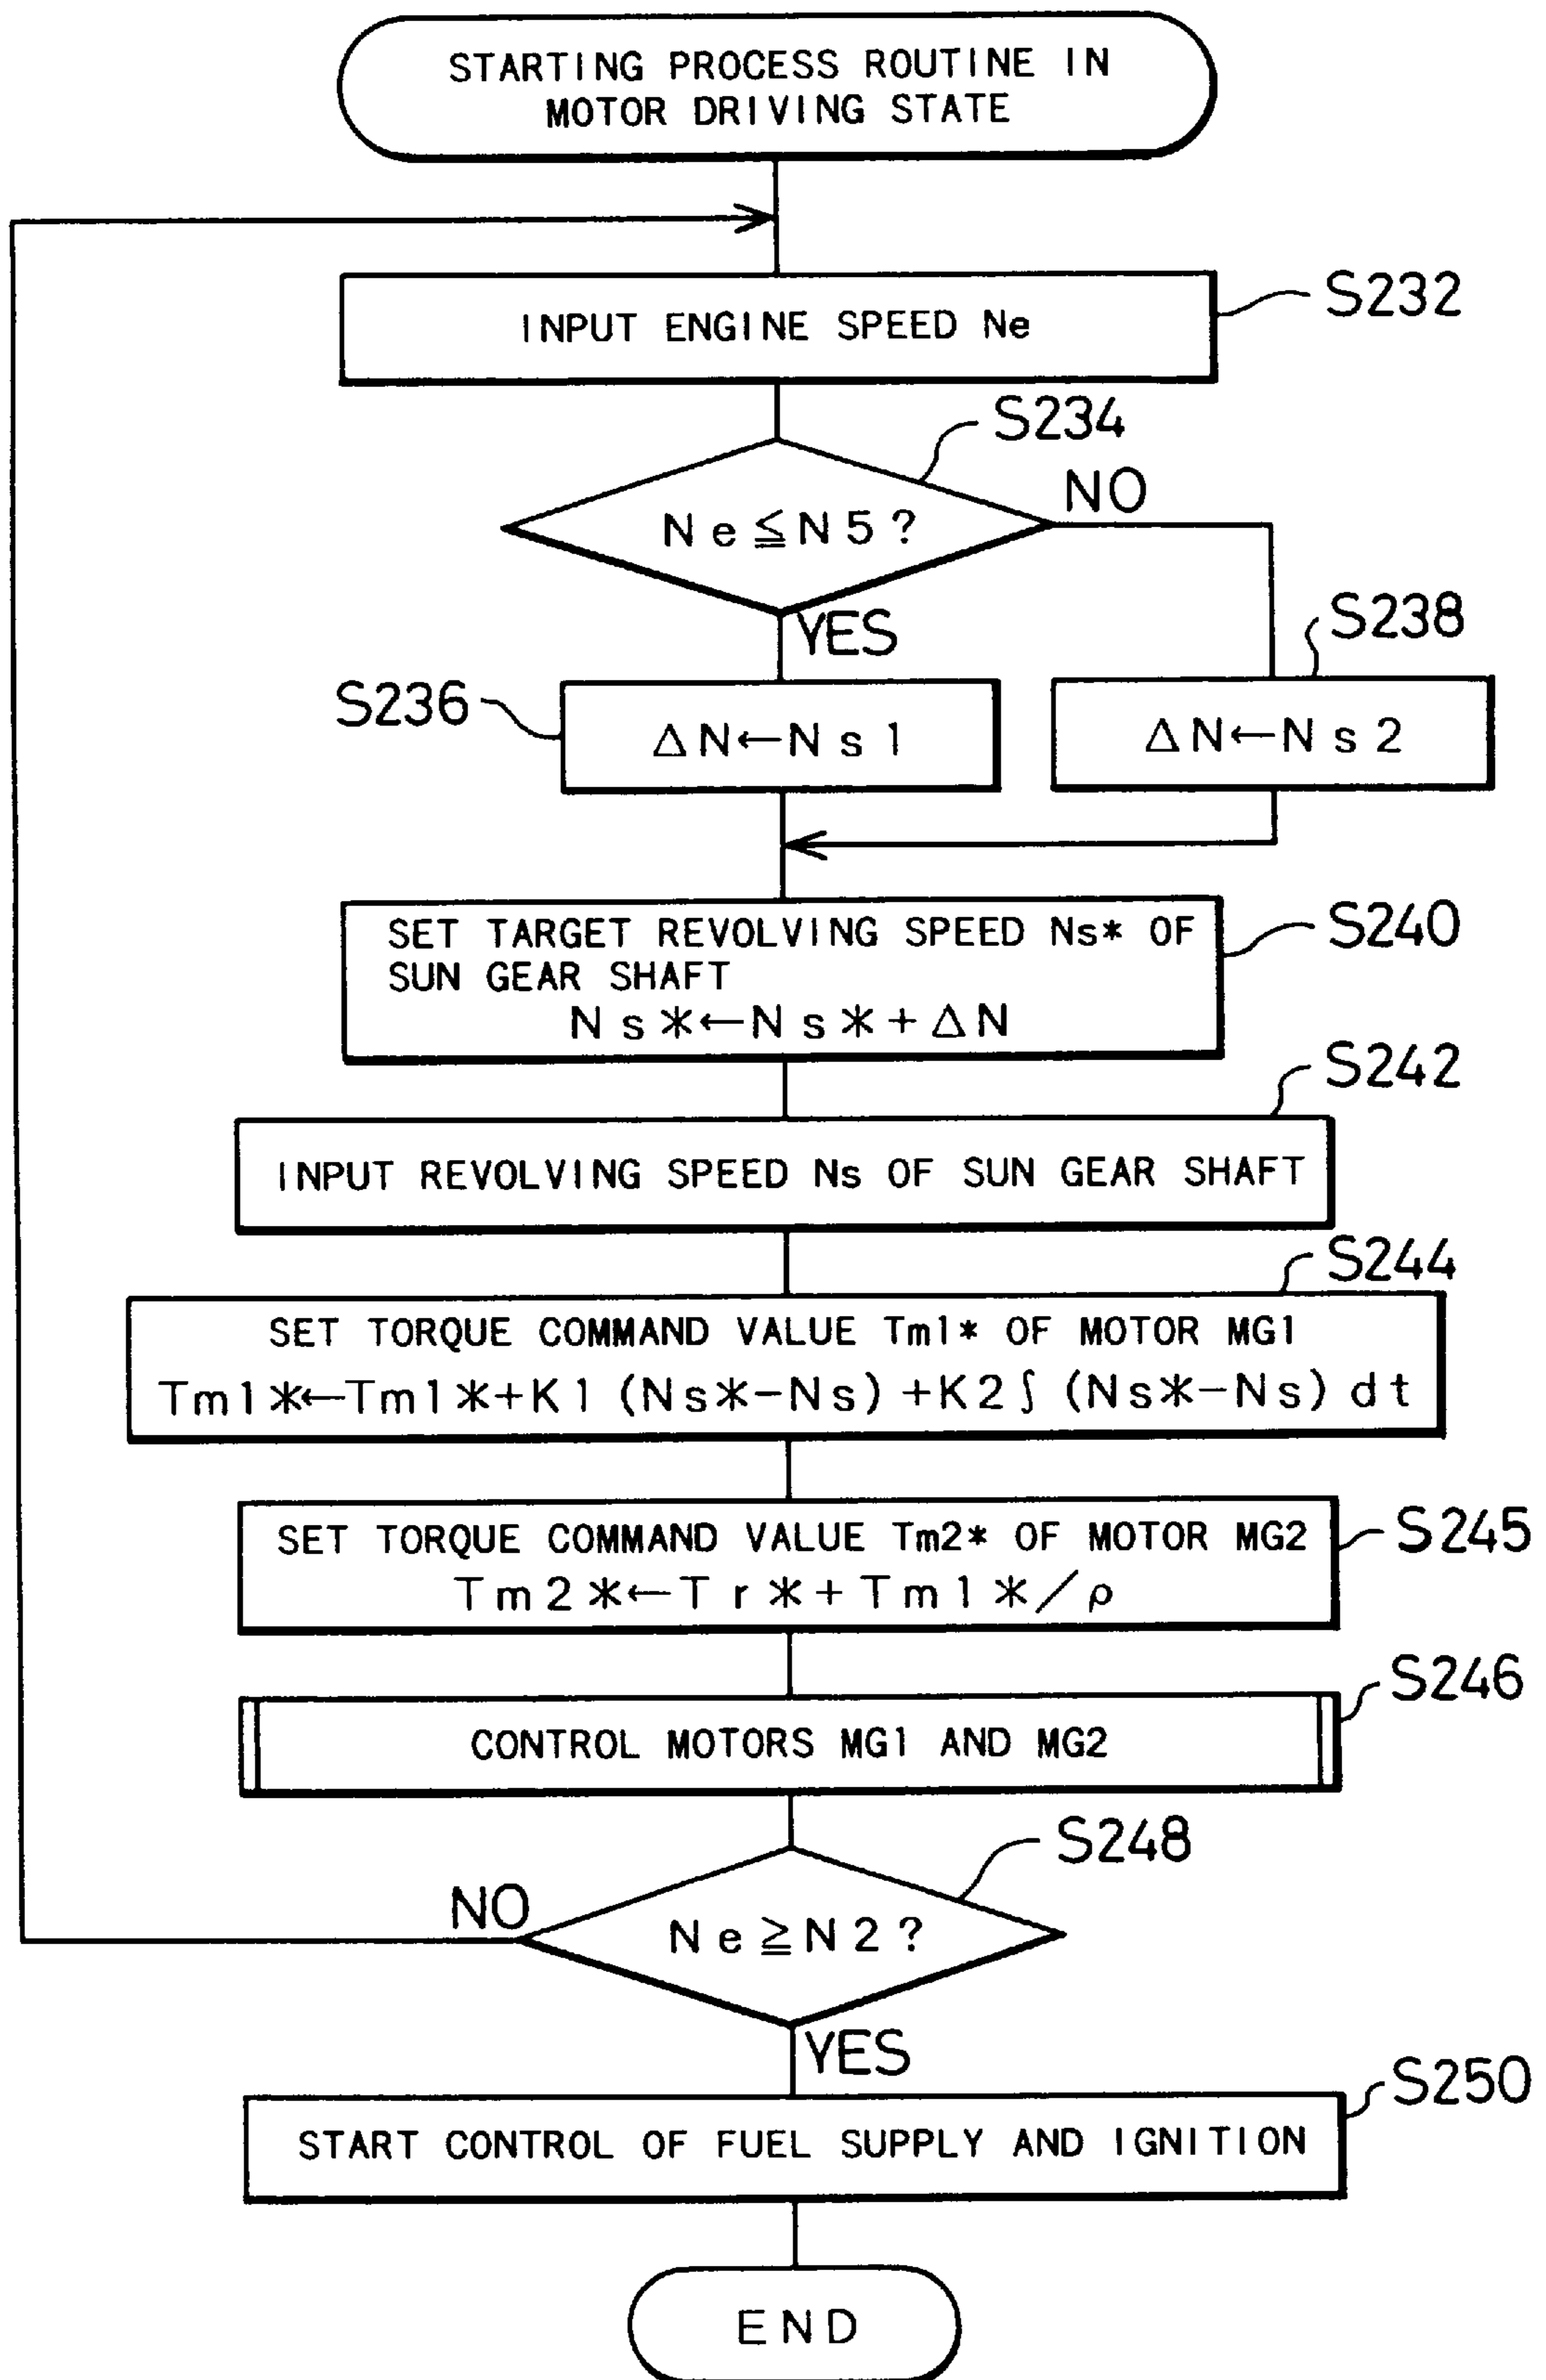 STARTING PROCESS ROUTINE IN
MOTOR DRIVING STATE
S232
INPUT ENGINE SPEED Ne
S234
Ne≦N5?
NO
YES
S236
ΔN←Ns1
S238
ΔN←Ns2
S240
SET TARGET REVOLVING SPEED Ns* OF
SUN GEAR SHAFT
Ns*←Ns*+ΔN
S242
INPUT REVOLVING SPEED Ns OF SUN GEAR SHAFT
S244
SET TORQUE COMMAND VALUE Tm1* OF MOTOR MG1
Tm1*←Tm1*+K1(Ns*-Ns)+K2∫(Ns*-Ns)dt
S245
SET TORQUE COMMAND VALUE Tm2* OF MOTOR MG2
Tm2*←Tr*+Tm1*/ρ
S246
CONTROL MOTORS MG1 AND MG2
S248
NO
Ne≧N2?
YES
S250
START CONTROL OF FUEL SUPPLY AND IGNITION
END